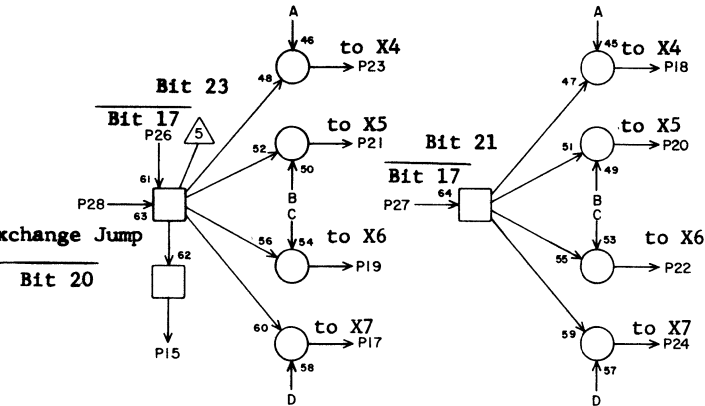 A
A
46
to X4
45
to X4
P23
P18
48
47
Bit 23
Bit 17
5
P26
52
to X5
P21
Bit 21
Bit 17
51
to X5
P20
61
50
64
49
P28
63
B
C
P27
B
C
xchange Jump
Bit 20
62
56
54
to X6
P19
55
53
to X6
P22
60
to X7
P17
59
to X7
P24
P15
58
57
D
D